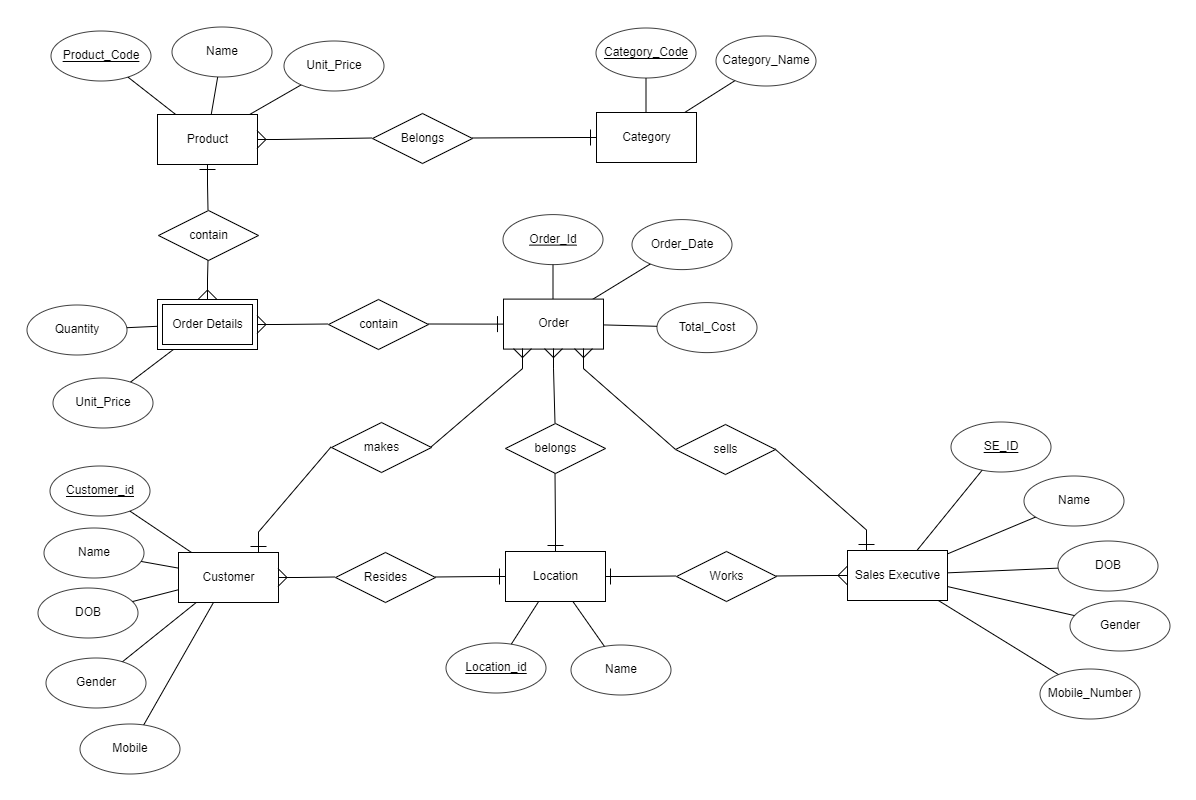 Product_Code
Name
Unit_Price
Category_Code
Category_Name
Product
Belongs
Category
contain
Order_Id
Order_Date
Quantity
Order Details
contain
Order
Total_Cost
Unit_Price
makes
belongs
sells
SE_ID
Customer_id
Name
Name
DOB
Customer
Resides
Location
Works
Sales Executive
DOB
Gender
Gender
Location_id
Name
Mobile_Number
Mobile